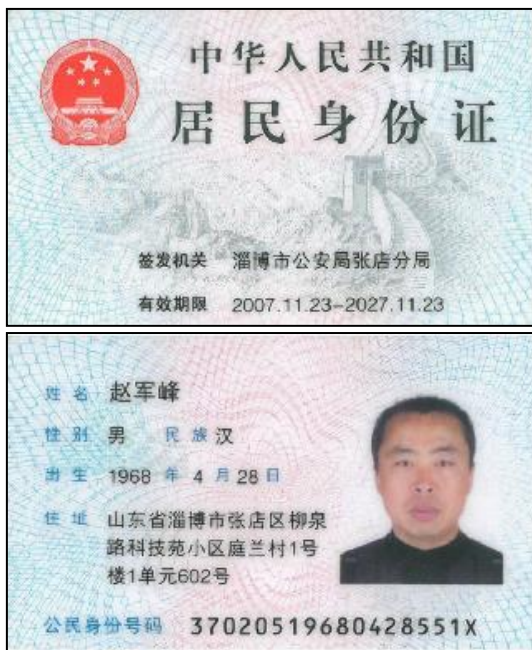 中华人民共和国
居民身份证
签发机关 淄博市公安局张店分局
有效期限 2007.11.23-2027.11.23
姓名 赵军峰
性别 男 民族 汉
出生 1968 年 4 月 28 日
住址 山东省淄博市张店区柳泉
路科技苑小区庭兰村1号
楼1单元602号
公民身份号码 37020519680428551X